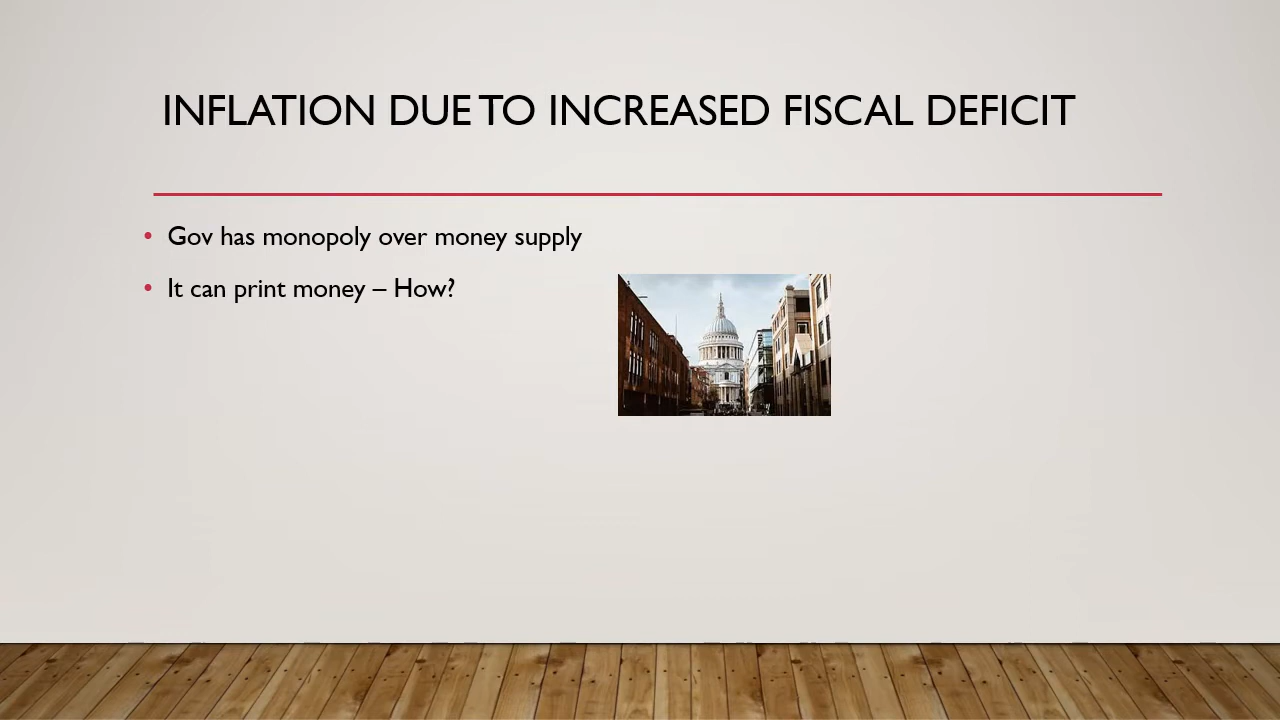 INFLATION DUE TO INCREASED FISCAL DEFICIT
• Gov has monopoly over money supply
• It can print money – How?